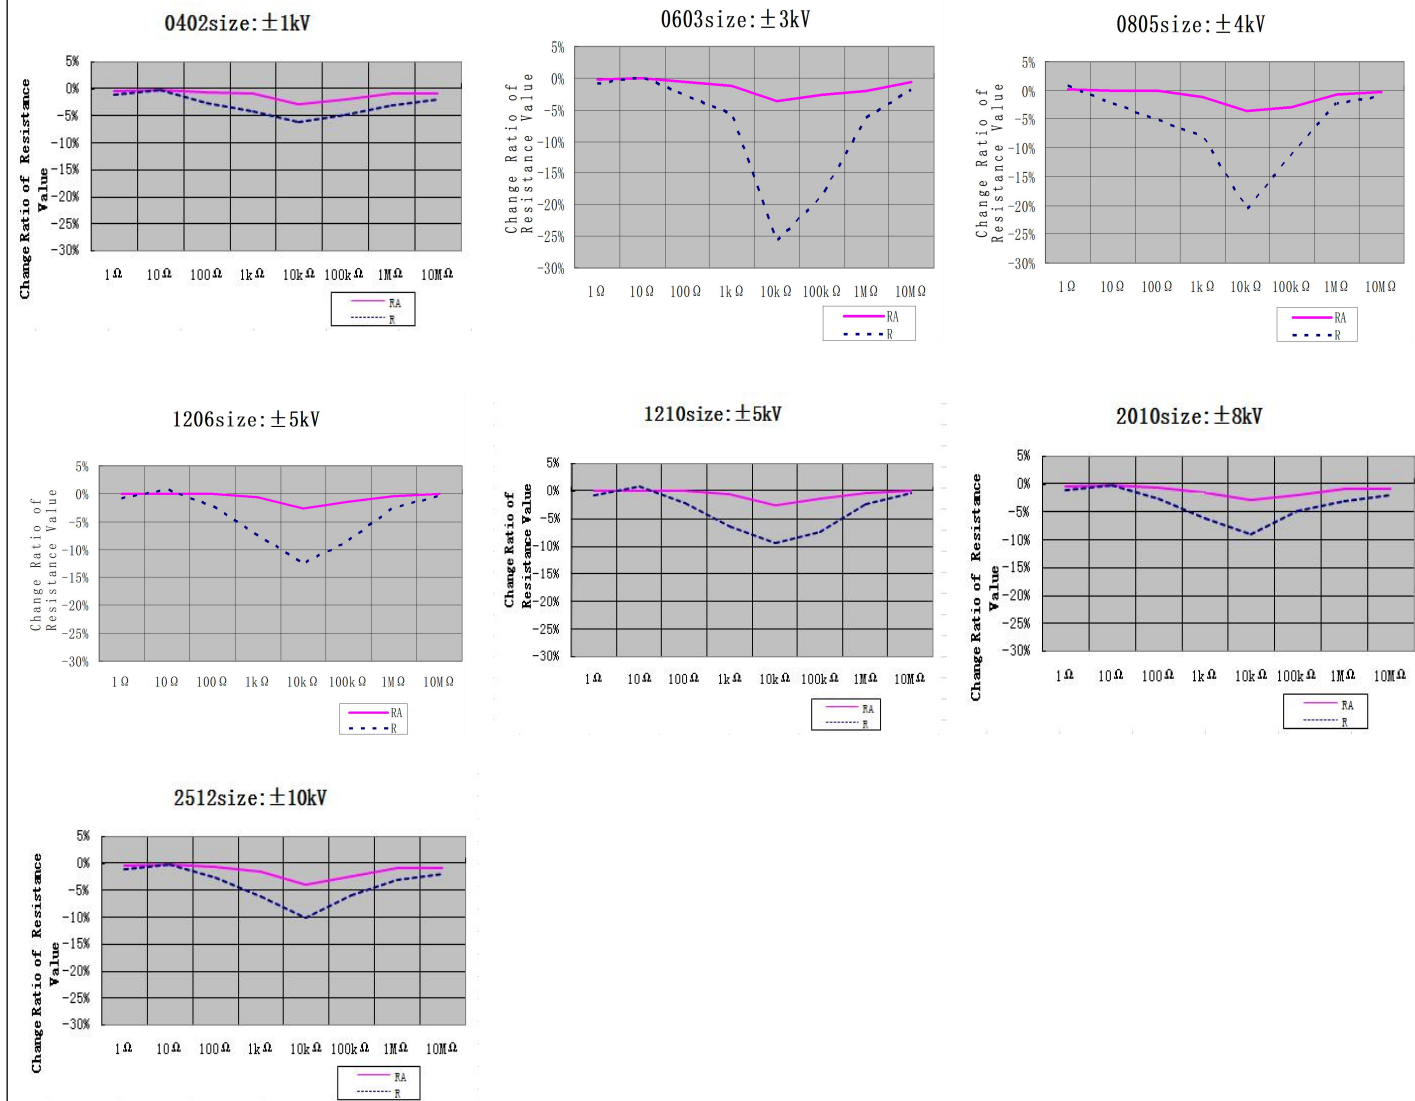 0402size:±1kV
Change Ratio of Resistance
Value
5%
0%
-5%
-10%
-15%
-20%
-25%
-30%
1Ω 10Ω 100Ω 1kΩ 10kΩ 100kΩ 1MΩ 10MΩ
RA
R
0603size:±3kV
Change Ratio of
Resistance Value
5%
0%
-5%
-10%
-15%
-20%
-25%
-30%
1Ω 10Ω 100Ω 1kΩ 10kΩ 100kΩ 1MΩ 10MΩ
RA
R
0805size:±4kV
Change Ratio of
Resistance Value
5%
0%
-5%
-10%
-15%
-20%
-25%
-30%
1Ω 10Ω 100Ω 1kΩ 10kΩ 100kΩ 1MΩ 10MΩ
RA
R
1206size:±5kV
Change Ratio of
Resistance Value
5%
0%
-5%
-10%
-15%
-20%
-25%
-30%
1Ω 10Ω 100Ω 1kΩ 10kΩ 100kΩ 1MΩ 10MΩ
RA
R
1210size:±5kV
Change Ratio of
Resistance Value
5%
0%
-5%
-10%
-15%
-20%
-25%
-30%
1Ω 10Ω 100Ω 1kΩ 10kΩ 100kΩ 1MΩ 10MΩ
RA
R
2010size:±8kV
Change Ratio of Resistance
Value
5%
0%
-5%
-10%
-15%
-20%
-25%
-30%
1Ω 10Ω 100Ω 1kΩ 10kΩ 100kΩ 1MΩ 10MΩ
RA
R
2512size:±10kV
Change Ratio of Resistance
Value
5%
0%
-5%
-10%
-15%
-20%
-25%
-30%
1Ω 10Ω 100Ω 1kΩ 10kΩ 100kΩ 1MΩ 10MΩ
RA
R